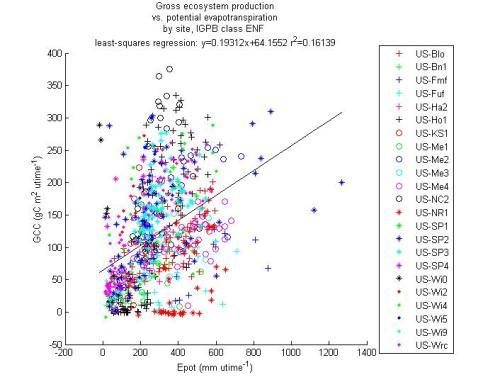 Gross ecosystem production
vs. potential evapotranspiration
by site, IGPB class ENF
least-squares regression: y=0.19312x+64.1552 r²=0.16139
400
350
300
250
200
150
100
50
0
-50
GCC (gC m² utime⁻¹)
-200
0
200
400
600
800
1000
1200
1400
Epot (mm utime⁻¹)
US-Blo
US-Bn1
US-Fmf
US-Fuf
US-Ha2
US-Ho1
US-KS1
US-Me1
US-Me2
US-Me3
US-Me4
US-NC2
US-NR1
US-SP1
US-SP2
US-SP3
US-SP4
US-Wi0
US-Wi2
US-Wi4
US-Wi5
US-Wi9
US-Wrc